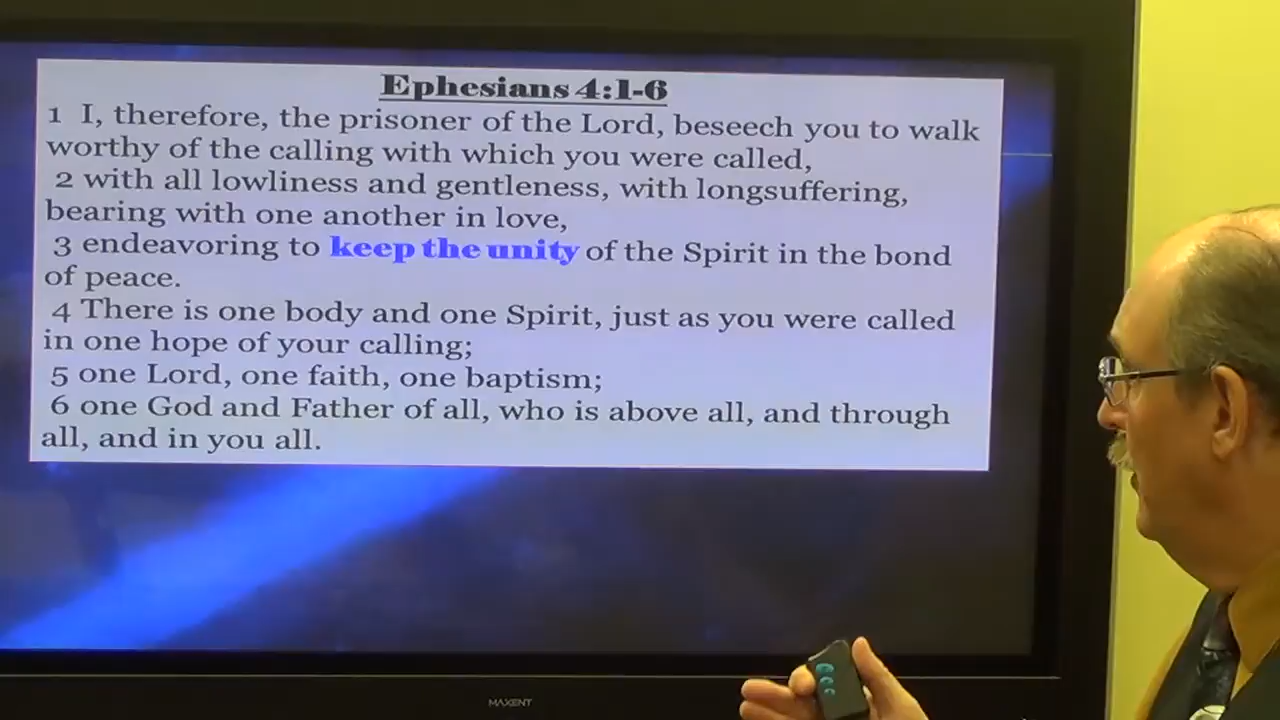 Ephesians 4:1-6
1 I, therefore, the prisoner of the Lord, beseech you to walk
worthy of the calling with which you were called,
2 with all lowliness and gentleness, with longsuffering,
bearing with one another in love,
3 endeavoring to keep the unity of the Spirit in the bond
of peace.
4 There is one body and one Spirit, just as you were called
in one hope of your calling;
5 one Lord, one faith, one baptism;
6 one God and Father of all, who is above all, and through
all, and in you all.
MAXENT